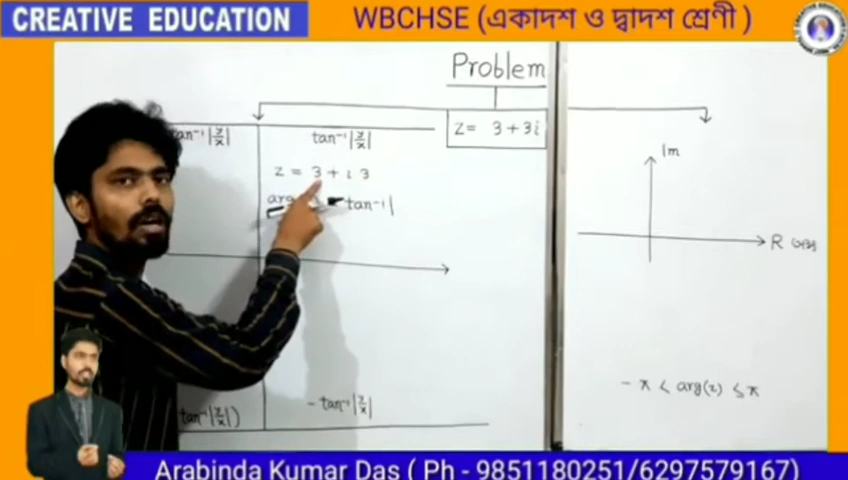 CREATIVE EDUCATION
WBCHSE (একাদশ ও দ্বাদশ শ্রেণী)
Problem
z = 3+3i
tan⁻¹|y/x|
tan⁻¹|y/x|
z = 3 + i 3
tan⁻¹|
Im
R
- π < arg(z) ≤ π
tan⁻¹|y/x|)
- tan⁻¹|y/x|
Arabinda Kumar Das ( Ph - 9851180251/6297579167)